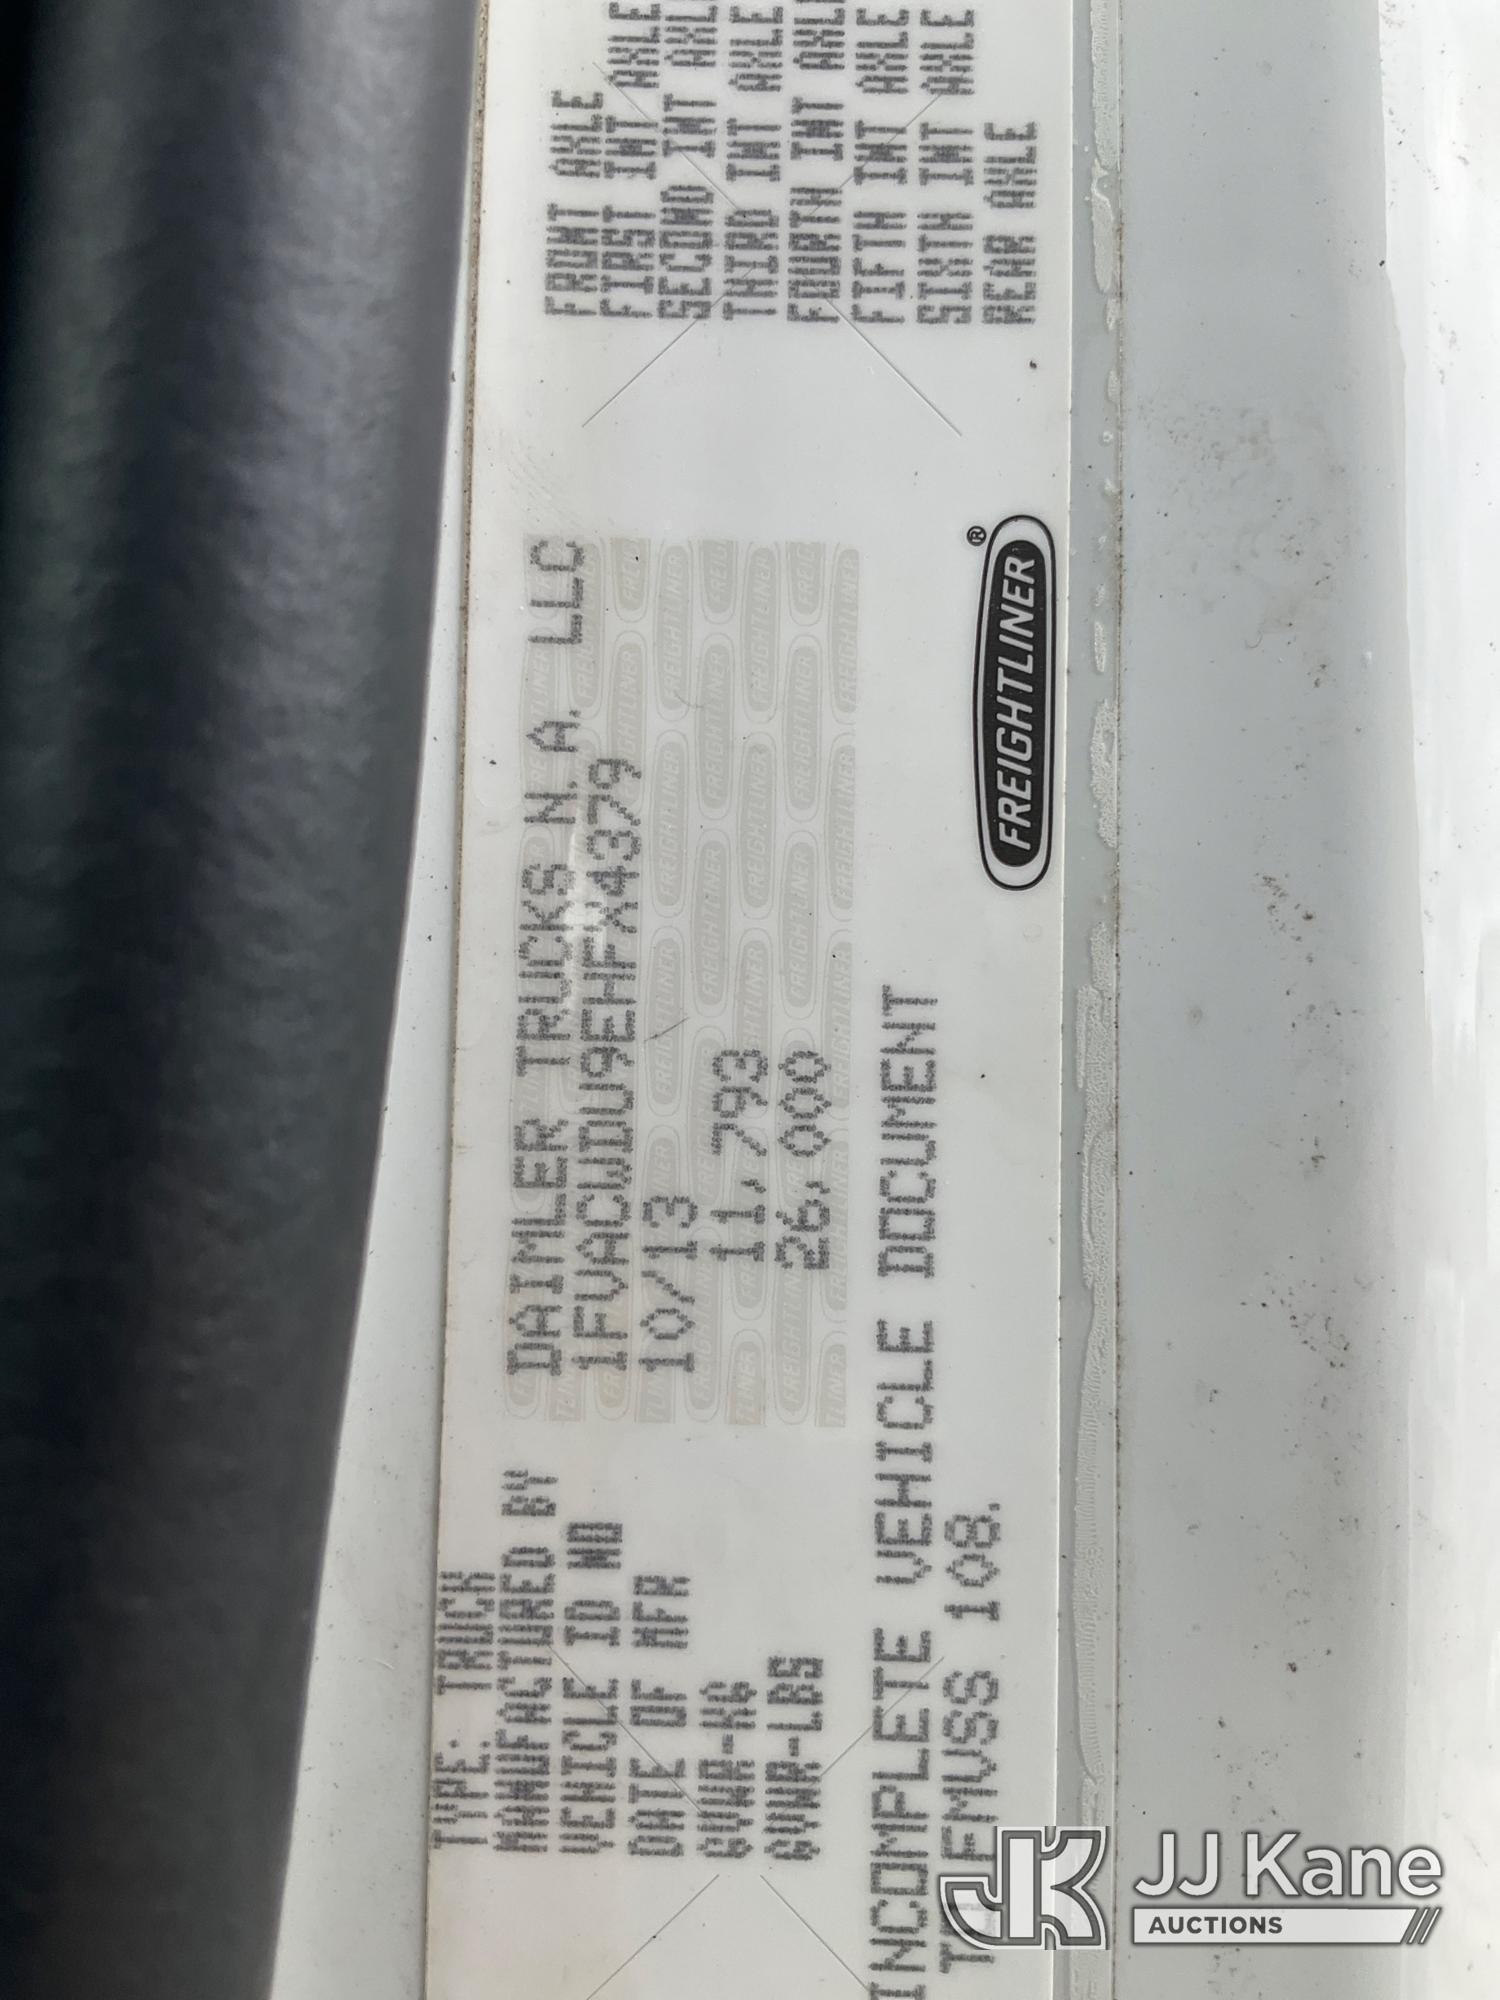 TYPE: TRUCK
MANUFACTURED BY DAIMLER TRUCKS N.A. LLC
VEHICLE ID NO 1FVACWDU9EHFX4379
DATE OF MFR 10/13
GVWR-KG 11,793
GVWR-LBS 26,000
INCOMPLETE VEHICLE DOCUMENT
108.
FREIGHTLINER®
FRONT AXLE
FIRST INT AXLE
SECOND INT AXLE
THIRD INT AXLE
FOURTH INT AXLE
FIFTH INT AXLE
SIXTH INT AXLE
REAR AXLE
JK JJ Kane
AUCTIONS